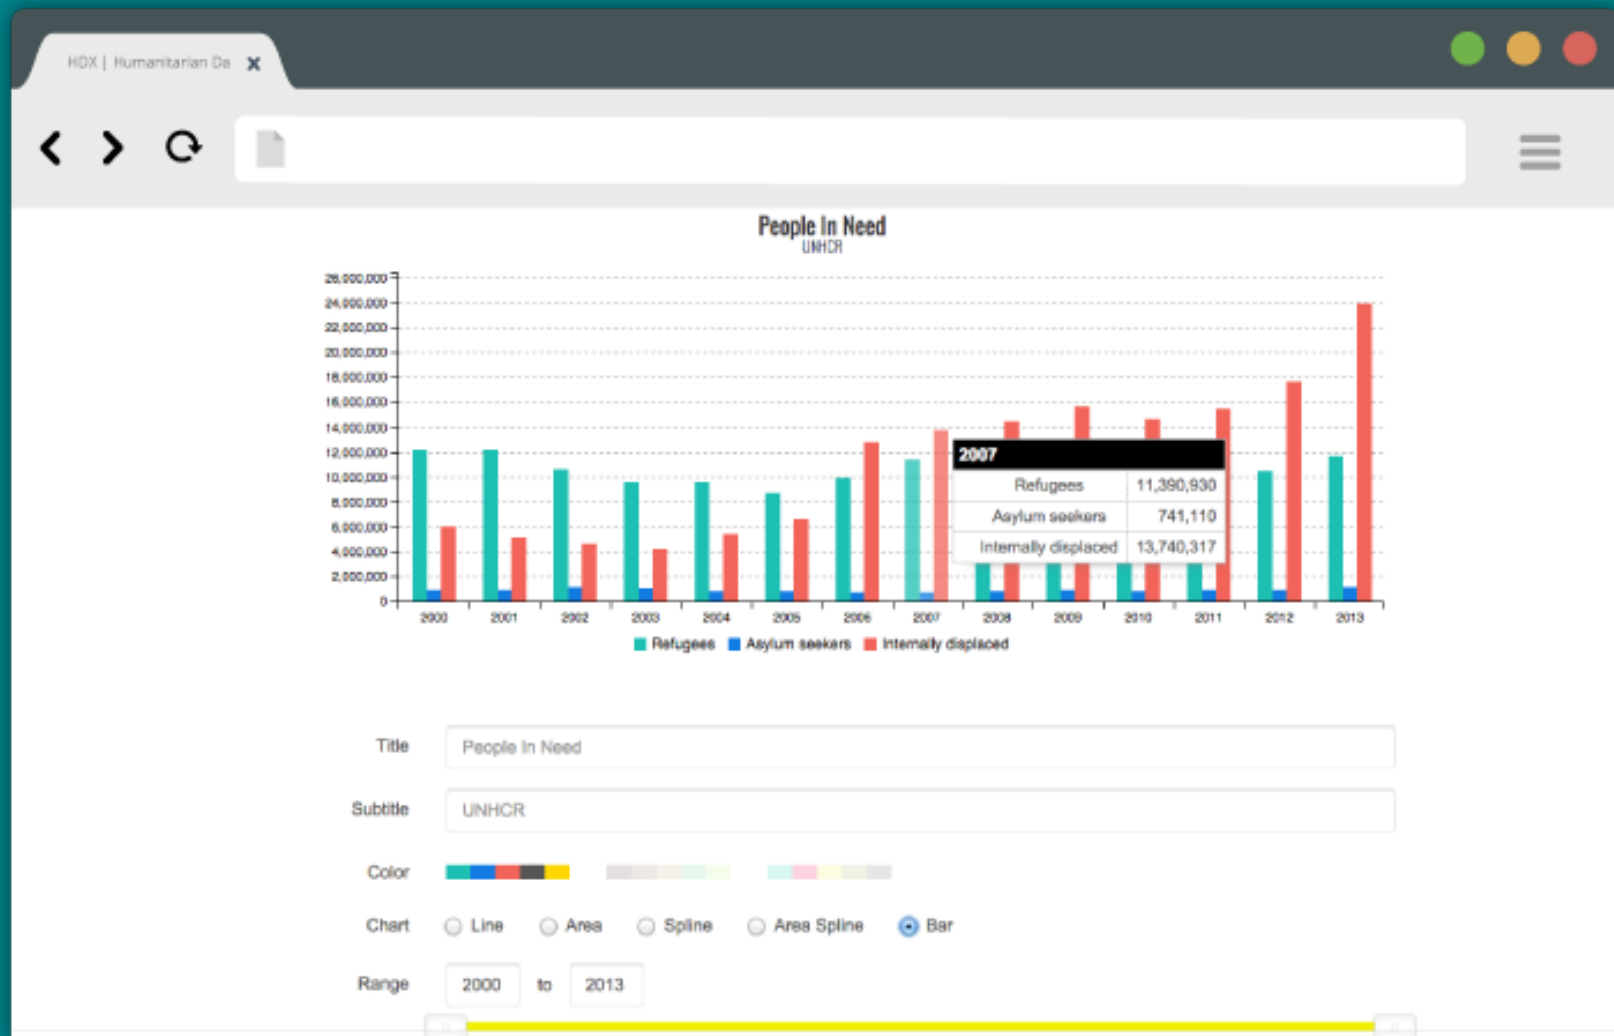 HDX | Humanitarian Da x
People In Need
UNHCR
26,000,000
24,000,000
22,000,000
20,000,000
18,000,000
16,000,000
14,000,000
12,000,000
10,000,000
8,000,000
6,000,000
4,000,000
2,000,000
0
2007
Refugees 11,390,930
Asylum seekers 741,110
Internally displaced 13,740,317
2000 2001 2002 2003 2004 2005 2006 2007 2008 2009 2010 2011 2012 2013
Refugees Asylum seekers Internally displaced
Title People In Need
Subtitle UNHCR
Color
Chart Line Area Spline Area Spline Bar
Range 2000 to 2013